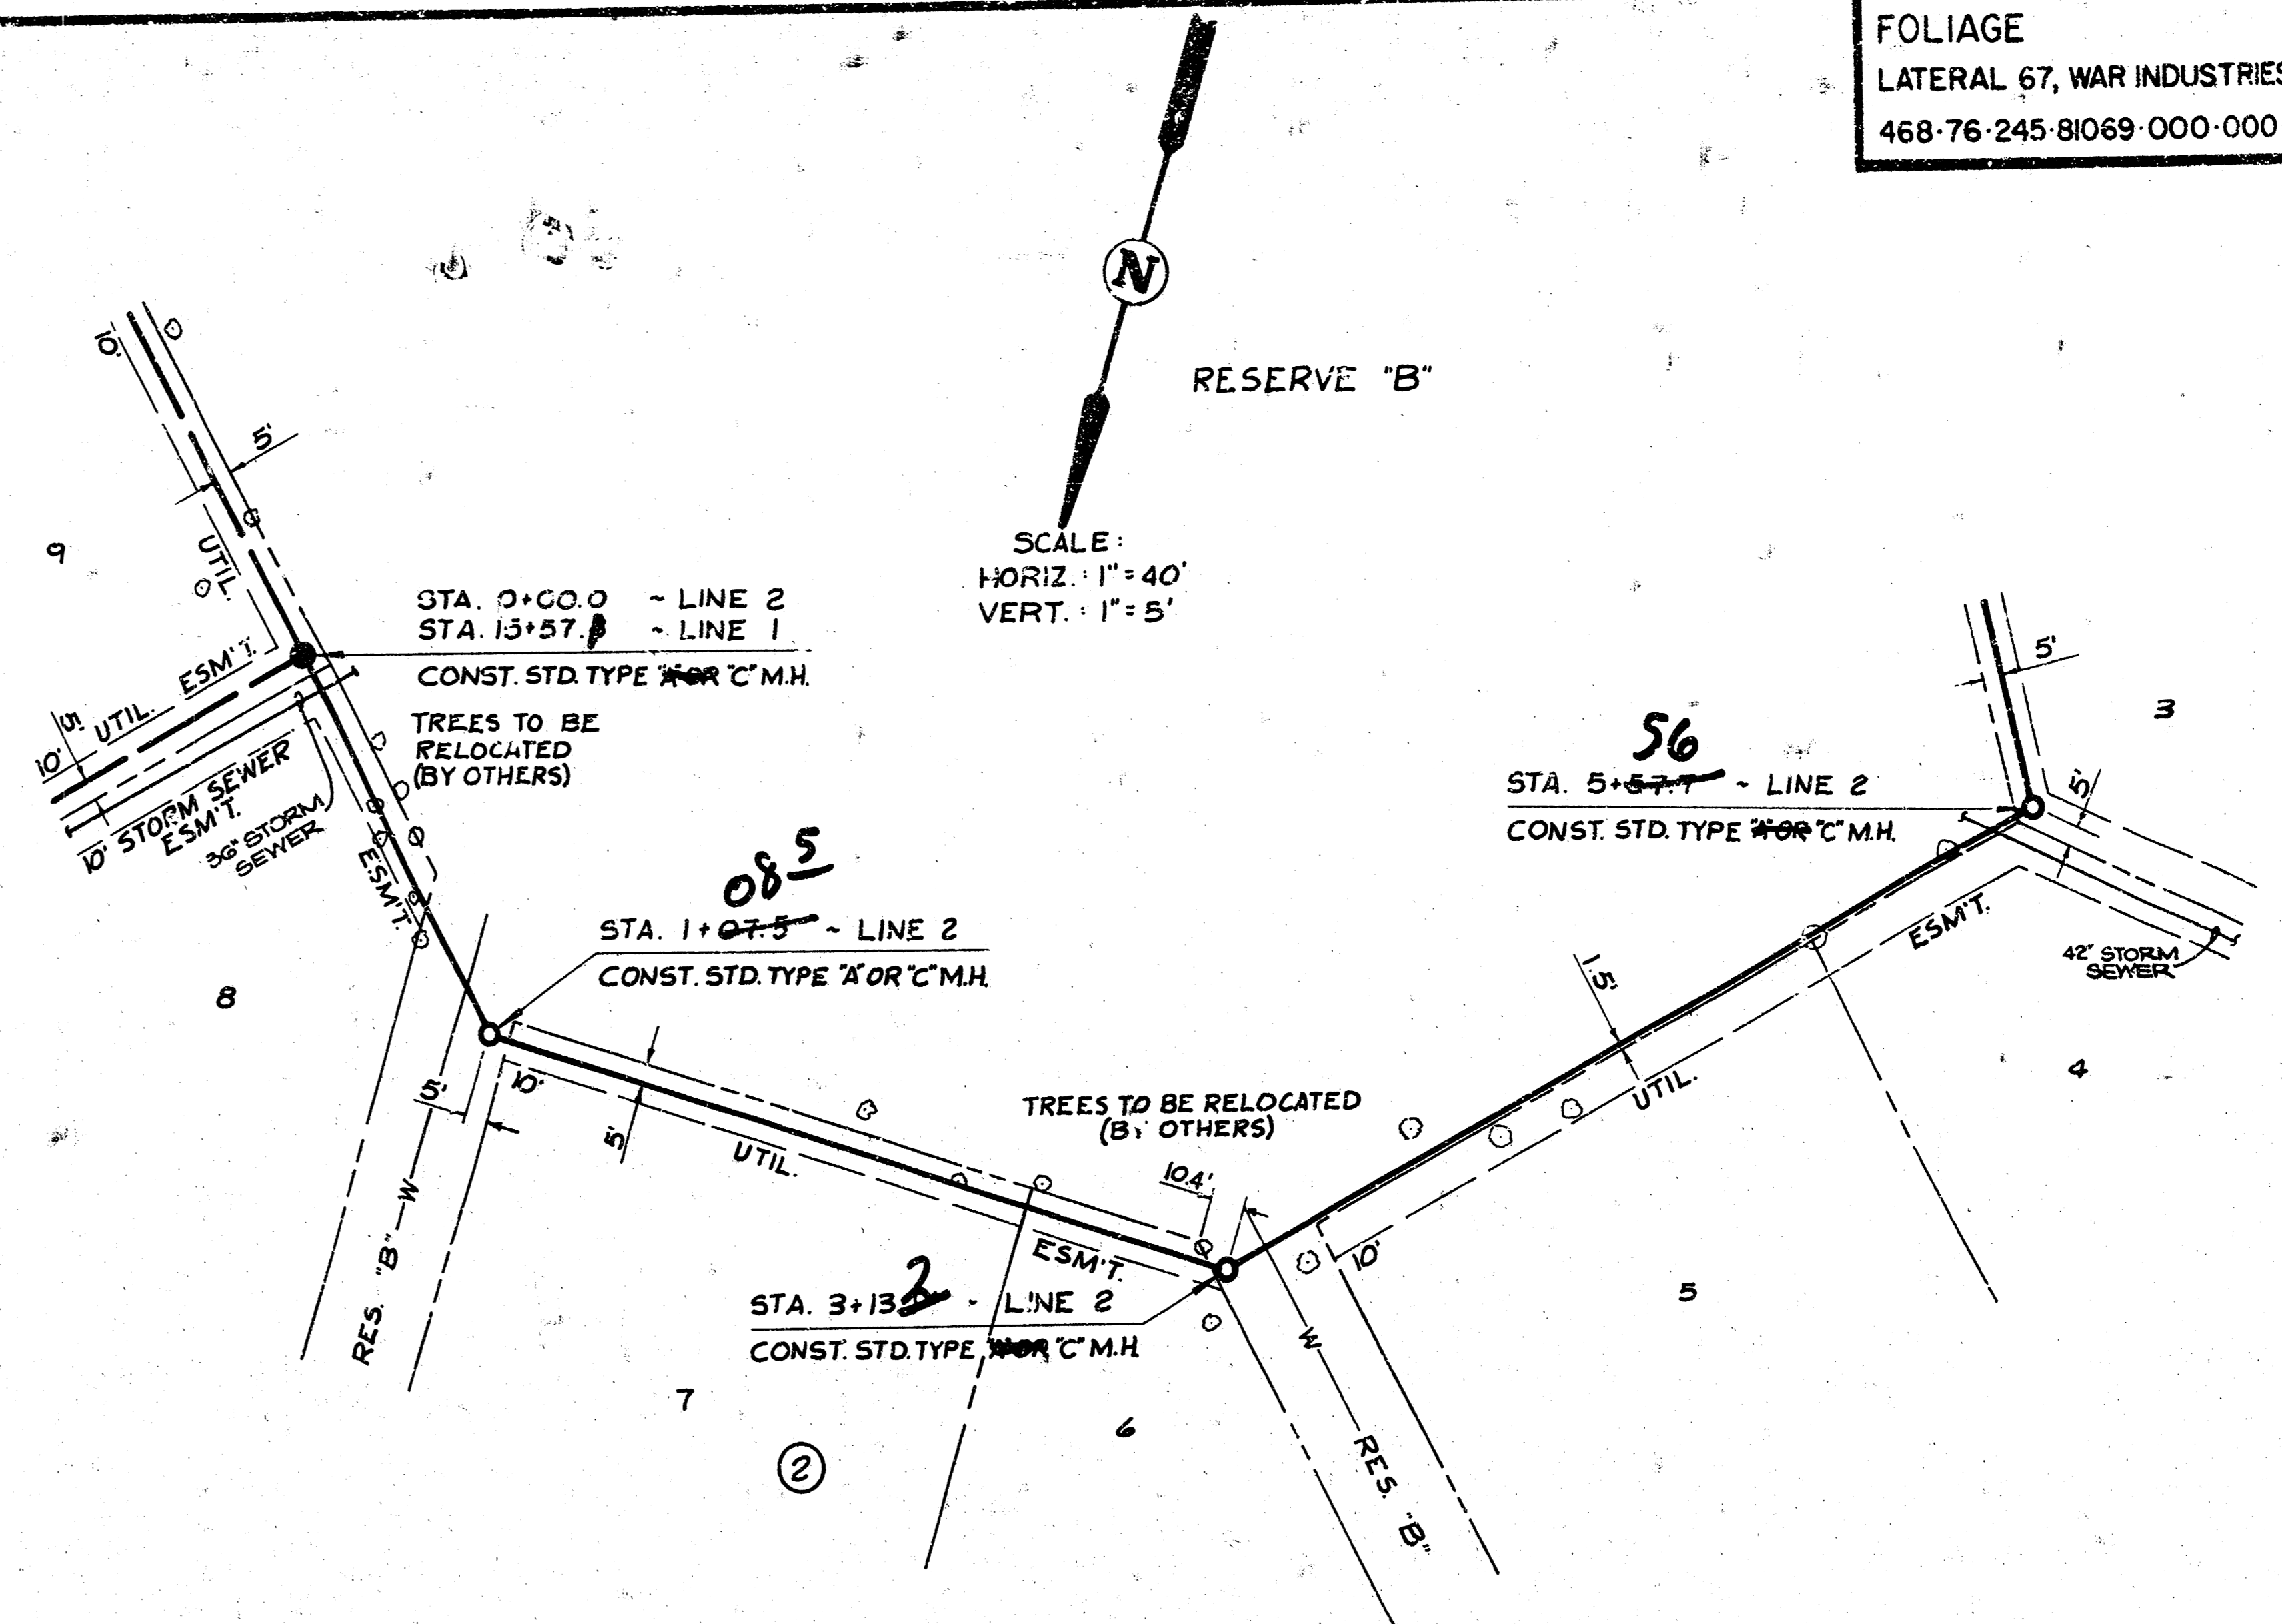 FOLIAGE
LATERAL 67, WAR INDUSTRIES
468·76·245·81069·000·000
N
RESERVE "B"
SCALE:
HORIZ.: 1"=40'
VERT.: 1"=5'
10'
5'
UTIL.
9
STA. 0+00.0 ~ LINE 2
STA. 15+57. ~ LINE 1
CONST. STD. TYPE "A" OR "C" M.H.
UTIL. ESM'T.
5'
10'
10' STORM SEWER
ESM'T.
36" STORM
SEWER
TREES TO BE
RELOCATED
(BY OTHERS)
ESM'T.
8
08 5
STA. 1+07.5 ~ LINE 2
CONST. STD. TYPE "A" OR "C" M.H.
5'
10'
5'
UTIL.
ESM'T.
RES. "B"
W
TREES TO BE RELOCATED
(BY OTHERS)
10.4'
2
STA. 3+13 - LINE 2
CONST. STD. TYPE "A" OR "C" M.H.
7
6
2
10'
W
RES. "B"
5
56
STA. 5+57.7 ~ LINE 2
CONST. STD. TYPE "A" OR "C" M.H.
5'
3
5'
1.5'
UTIL.
ESM'T.
42" STORM
SEWER
4